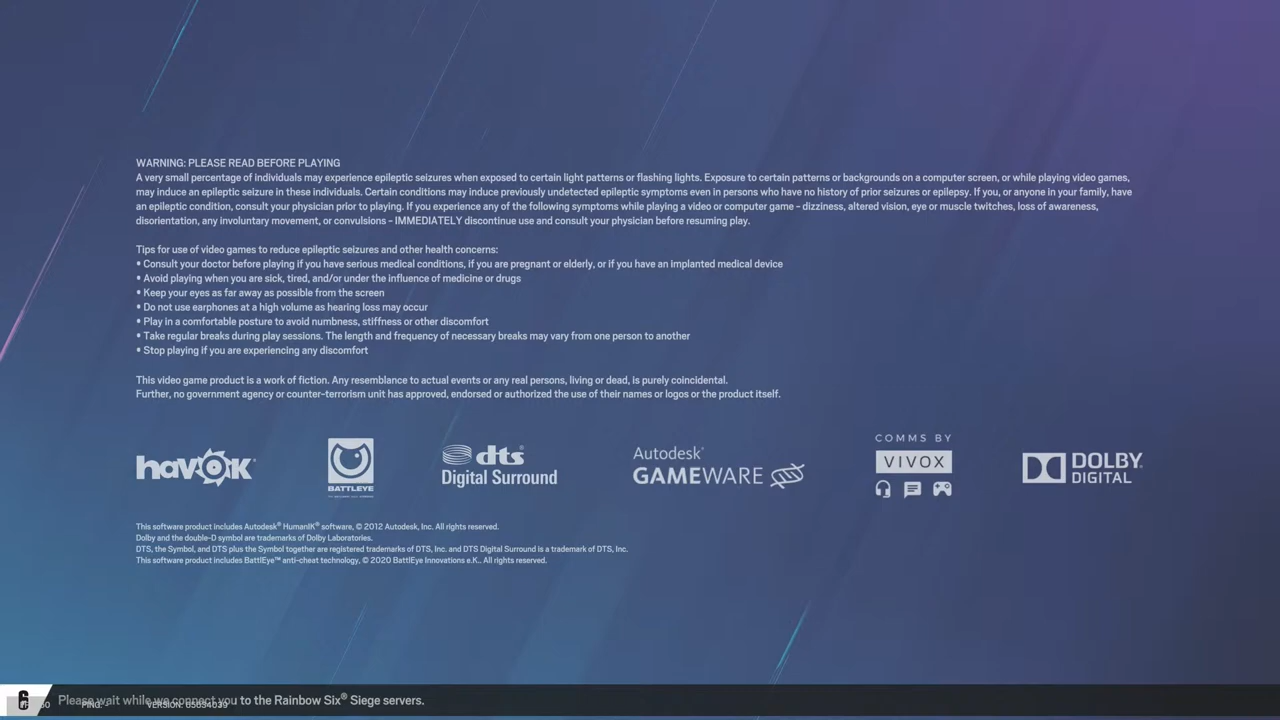 WARNING: PLEASE READ BEFORE PLAYING
A very small percentage of individuals may experience epileptic seizures when exposed to certain light patterns or flashing lights. Exposure to certain patterns or backgrounds on a computer screen, or while playing video games,
may induce an epileptic seizure in these individuals. Certain conditions may induce previously undetected epileptic symptoms even in persons who have no history of prior seizures or epilepsy. If you, or anyone in your family, have
an epileptic condition, consult your physician prior to playing. If you experience any of the following symptoms while playing a video or computer game - dizziness, altered vision, eye or muscle twitches, loss of awareness,
disorientation, any involuntary movement, or convulsions - IMMEDIATELY discontinue use and consult your physician before resuming play.
Tips for use of video games to reduce epileptic seizures and other health concerns:
• Consult your doctor before playing if you have serious medical conditions, if you are pregnant or elderly, or if you have an implanted medical device
• Avoid playing when you are sick, tired, and/or under the influence of medicine or drugs
• Keep your eyes as far away as possible from the screen
• Do not use earphones at a high volume as hearing loss may occur
• Play in a comfortable posture to avoid numbness, stiffness or other discomfort
• Take regular breaks during play sessions. The length and frequency of necessary breaks may vary from one person to another
• Stop playing if you are experiencing any discomfort
This video game product is a work of fiction. Any resemblance to actual events or any real persons, living or dead, is purely coincidental.
Further, no government agency or counter-terrorism unit has approved, endorsed or authorized the use of their names or logos or the product itself.
havok
BATTLEYE
dts
Digital Surround
Autodesk®
GAMEWARE
COMMS BY
VIVOX
DOLBY
DIGITAL
This software product includes Autodesk® HumanIK® software, © 2012 Autodesk, Inc. All rights reserved.
Dolby and the double-D symbol are trademarks of Dolby Laboratories.
DTS, the Symbol, and DTS plus the Symbol together are registered trademarks of DTS, Inc. and DTS Digital Surround is a trademark of DTS, Inc.
This software product includes BattlEye™ anti-cheat technology, © 2020 BattlEye Innovations e.K.. All rights reserved.
6
Please wait while we connect you to the Rainbow Six® Siege servers.
PING: 
VERSION: